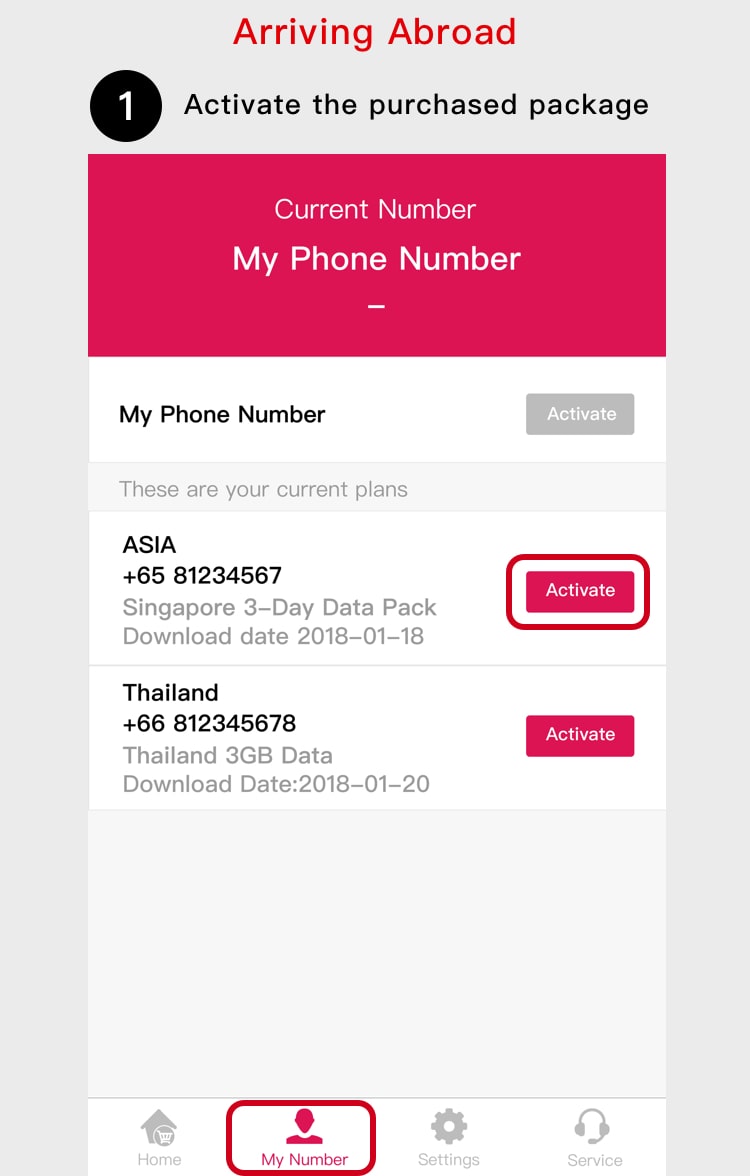 Arriving Abroad
1 Activate the purchased package
Current Number
My Phone Number
–
My Phone Number Activate
These are your current plans
ASIA
+65 81234567
Activate
Singapore 3–Day Data Pack
Download date 2018–01–18
Thailand
+66 812345678
Activate
Thailand 3GB Data
Download Date:2018–01–20
Home My Number Settings Service